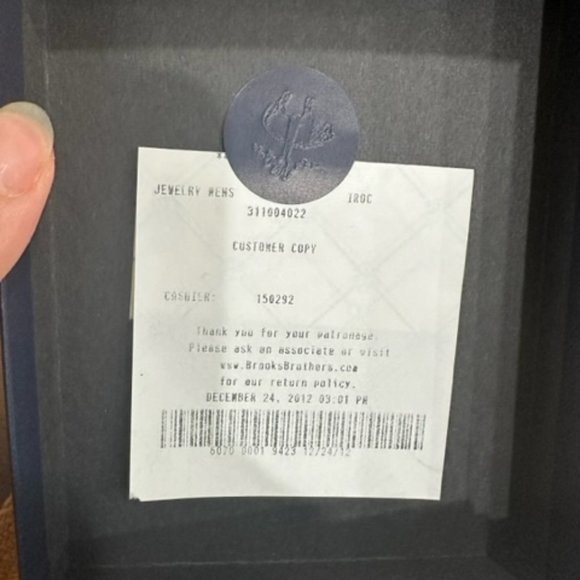 JEWELRY MENS IROC
311004022
CUSTOMER COPY
CASHIER: 150292
Thank you for your patronage.
Please ask an associate or visit
www.BrooksBrothers.com
for our return policy.
DECEMBER 24, 2012 03:01 PM
6070 0001 9423 12/24/12